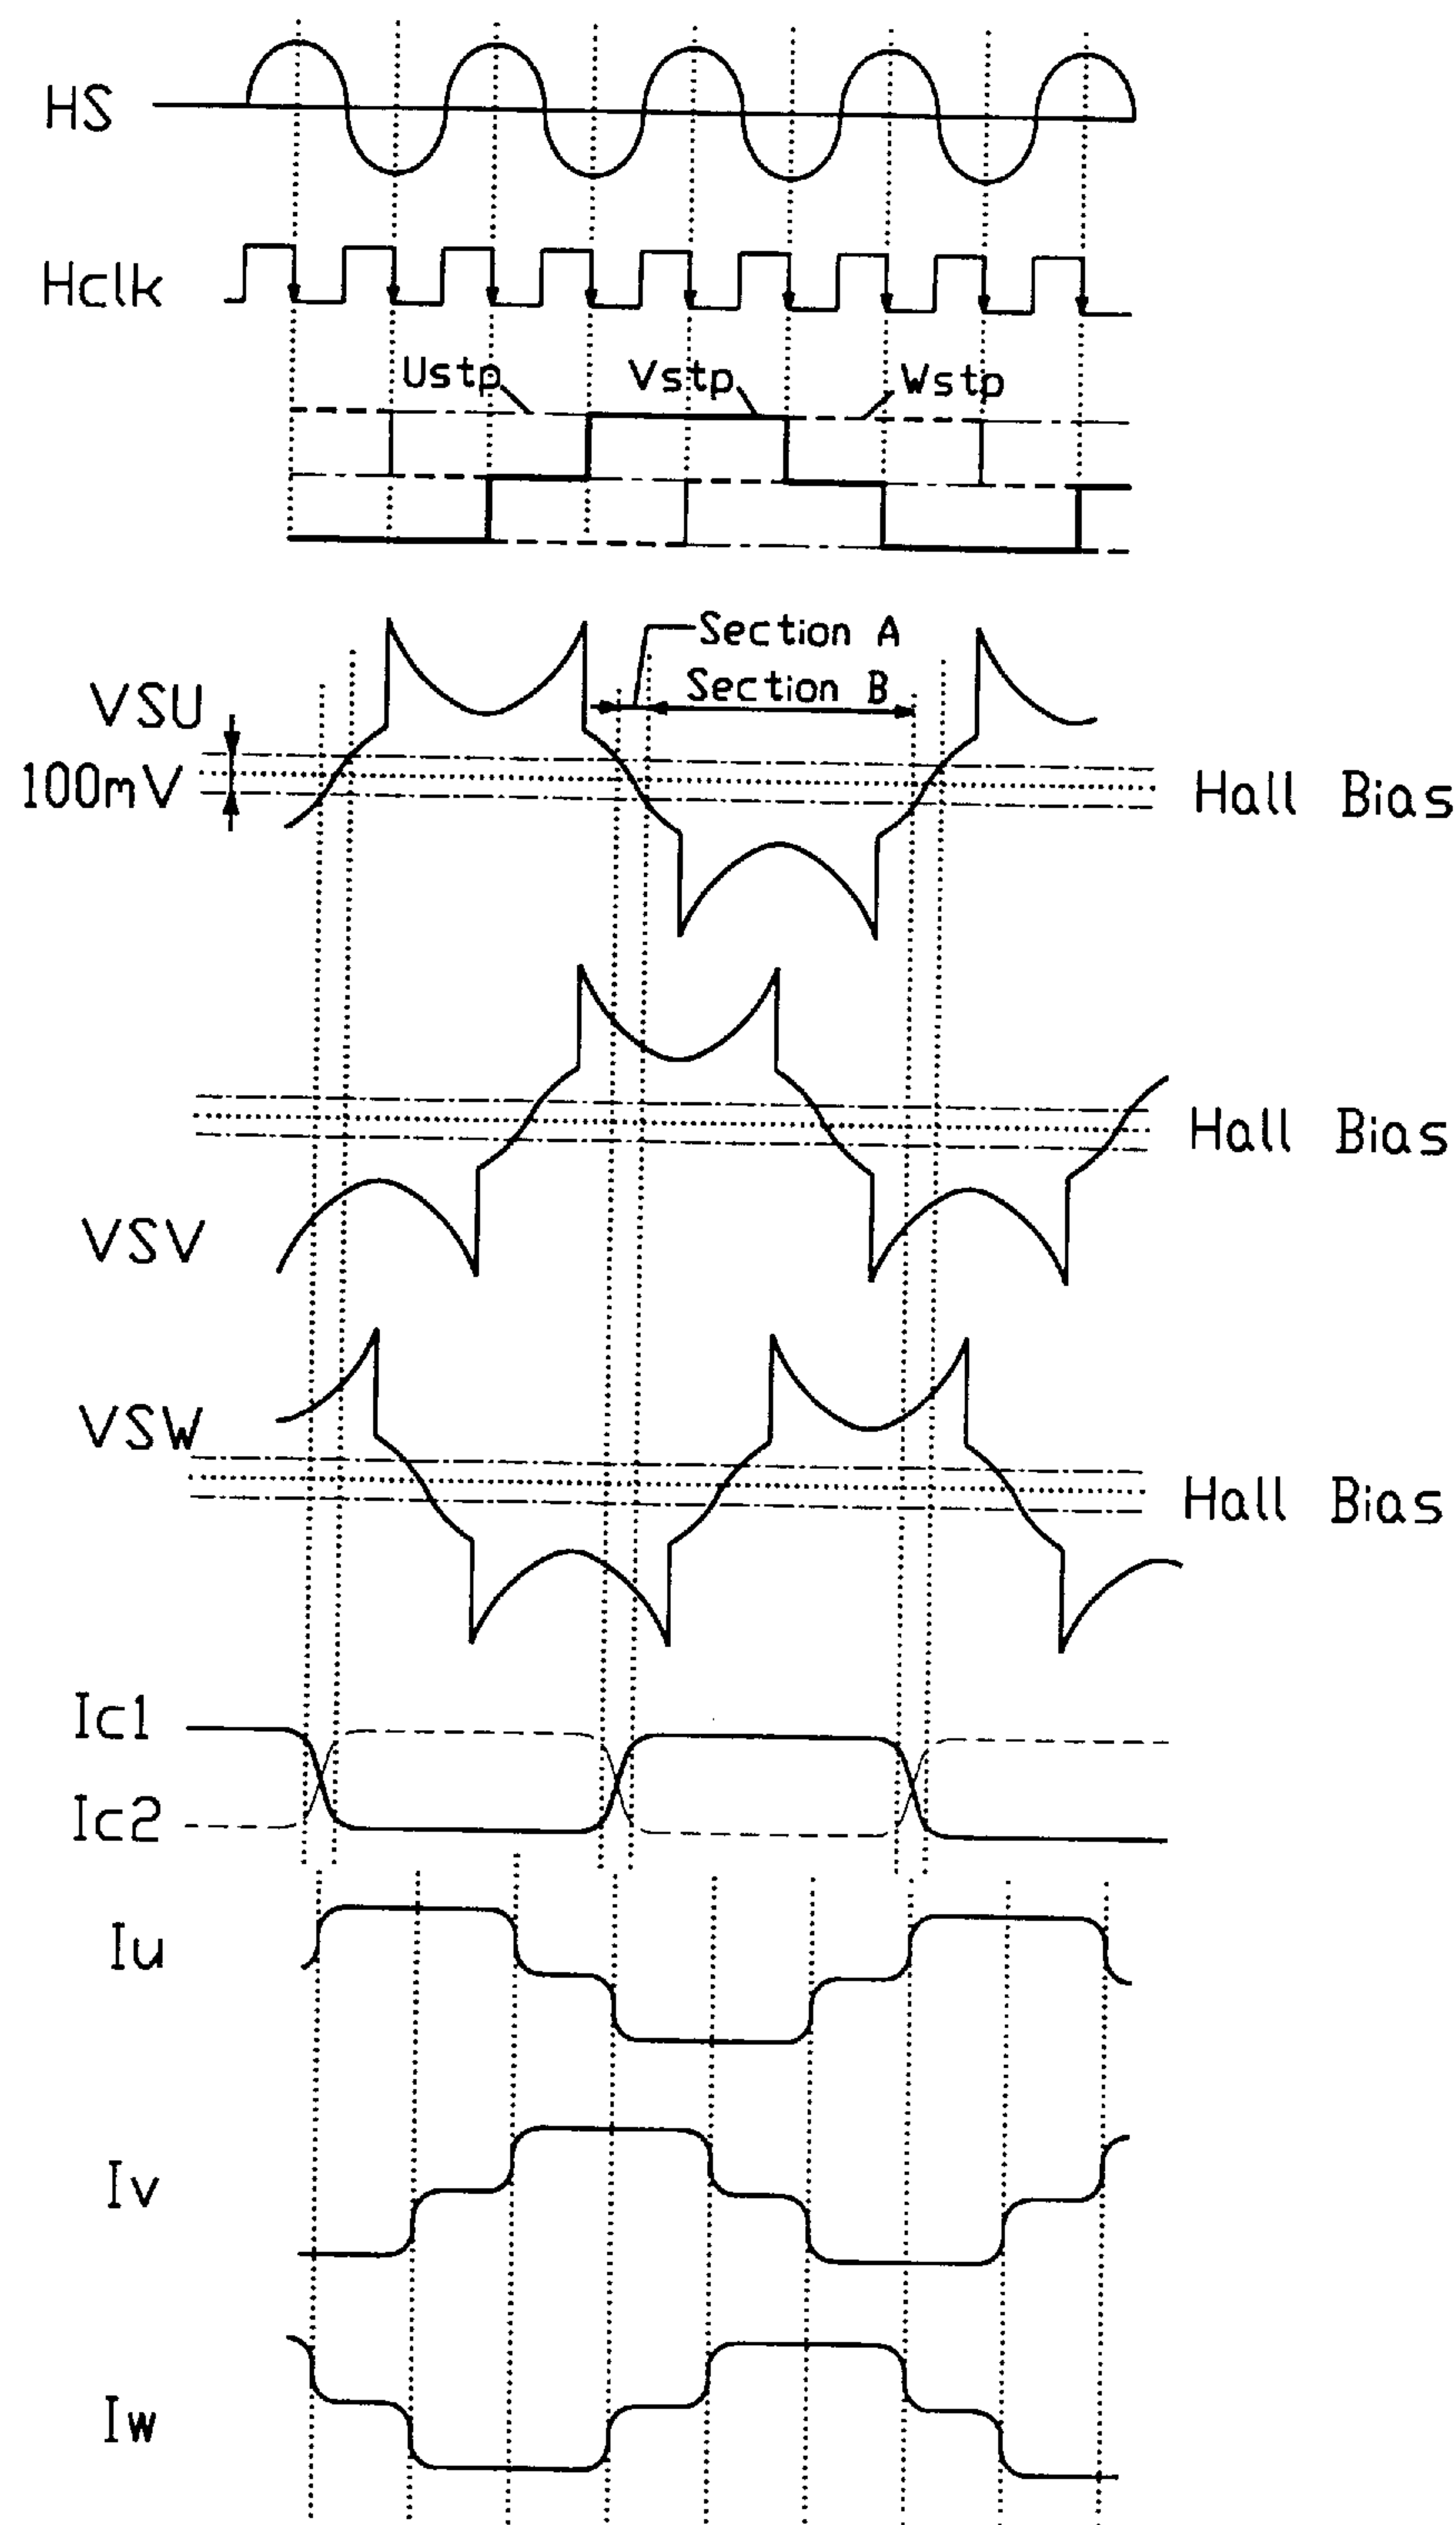 HS
Hclk
Ustp
Vstp
Wstp
Section A
Section B
VSU
100mV
Hall Bias
Hall Bias
VSV
VSW
Hall Bias
Ic1
Ic2
Iu
Iv
Iw